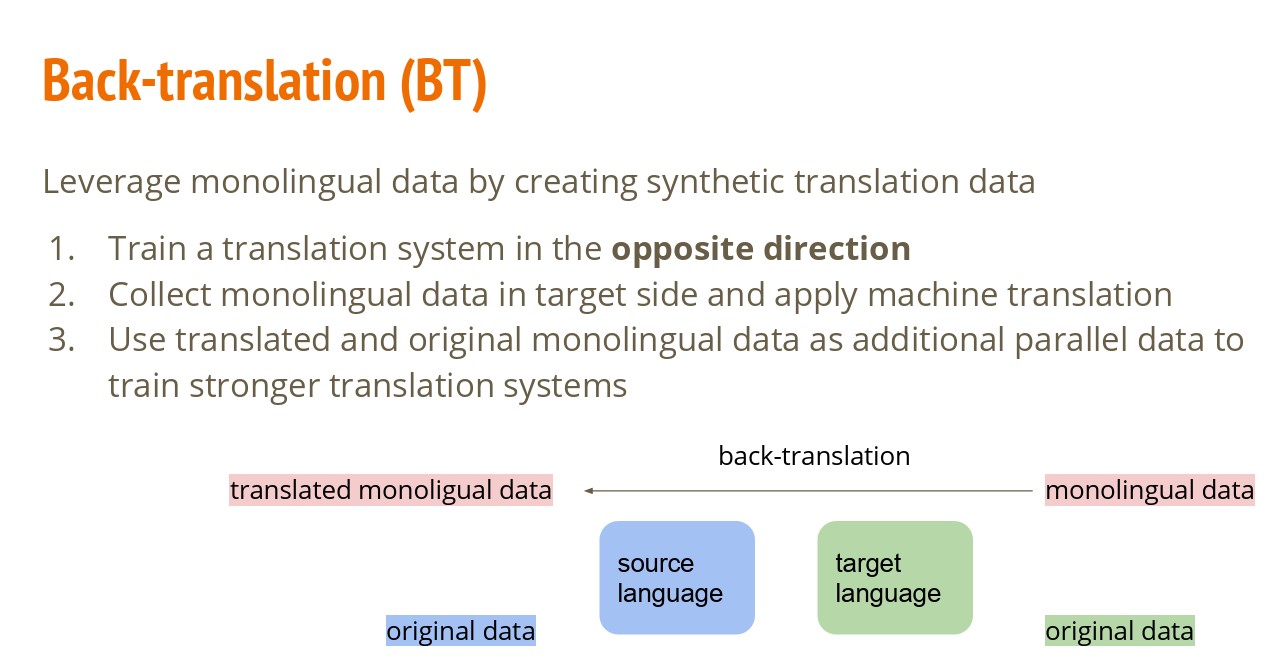 Back-translation (BT)
Leverage monolingual data by creating synthetic translation data
1. Train a translation system in the opposite direction
2. Collect monolingual data in target side and apply machine translation
3. Use translated and original monolingual data as additional parallel data to
train stronger translation systems
back-translation
translated monoligual data
monolingual data
source
language
target
language
original data
original data